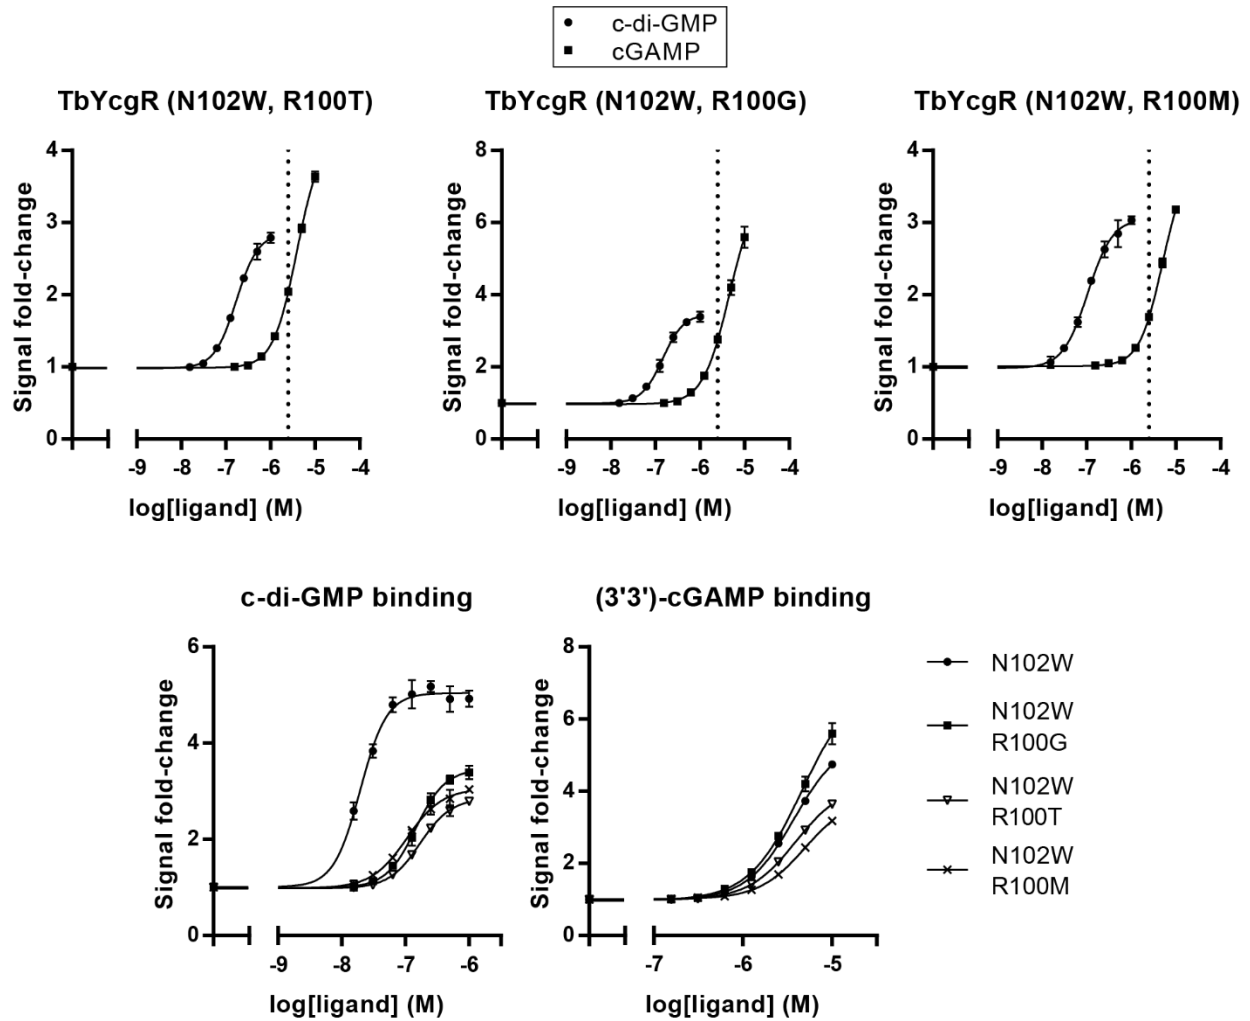 c-di-GMP
cGAMP
TbYcgR (N102W, R100T)
TbYcgR (N102W, R100G)
TbYcgR (N102W, R100M)
Signal fold-change
4
3
2
1
0
-9 -8 -7 -6 -5 -4
log[ligand] (M)
Signal fold-change
8
6
4
2
0
-9 -8 -7 -6 -5 -4
log[ligand] (M)
Signal fold-change
4
3
2
1
0
-9 -8 -7 -6 -5 -4
log[ligand] (M)
c-di-GMP binding
Signal fold-change
6
4
2
0
-9 -8 -7 -6
log[ligand] (M)
(3'3')-cGAMP binding
Signal fold-change
8
6
4
2
0
-7 -6 -5
log[ligand] (M)
N102W
N102W
R100G
N102W
R100T
N102W
R100M